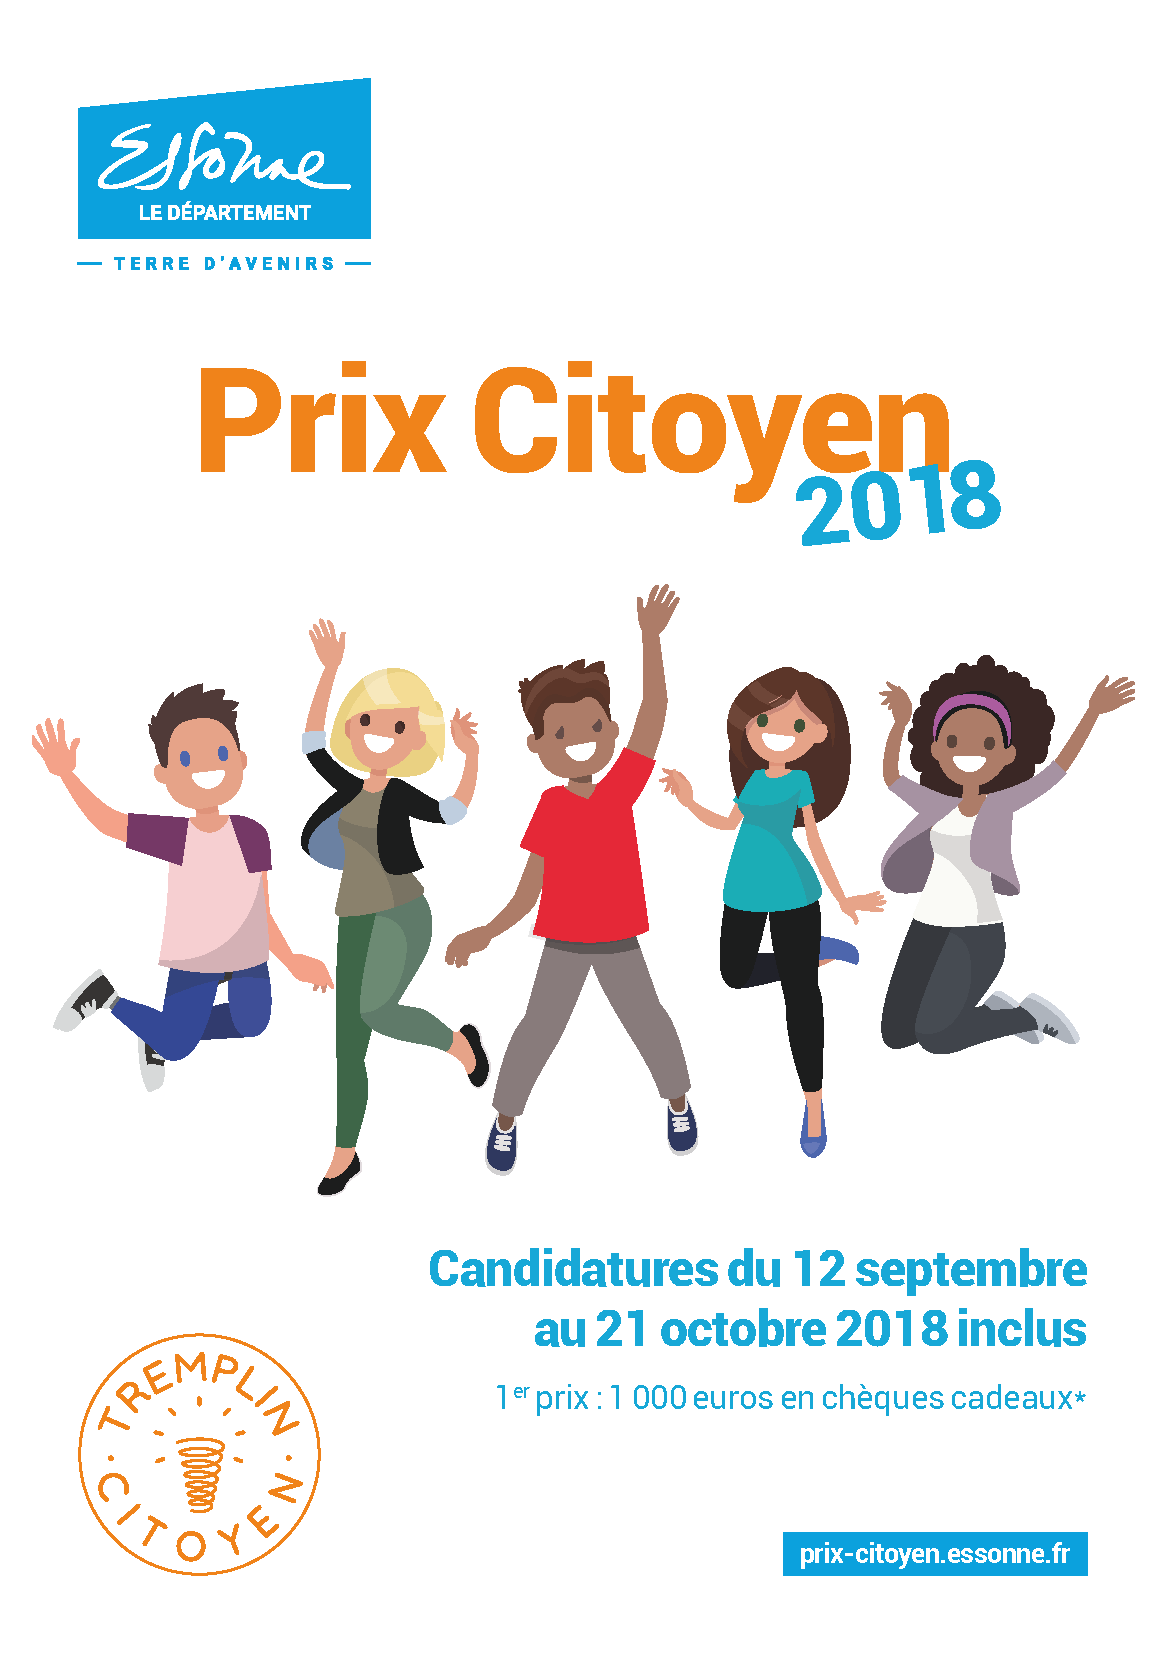 Essonne
LE DÉPARTEMENT
TERRE D'AVENIRS
Prix Citoyen
2018
Candidatures du 12 septembre
au 21 octobre 2018 inclus
1er prix : 1 000 euros en chèques cadeaux*
TREMPLIN
CITOYEN
prix-citoyen.essonne.fr